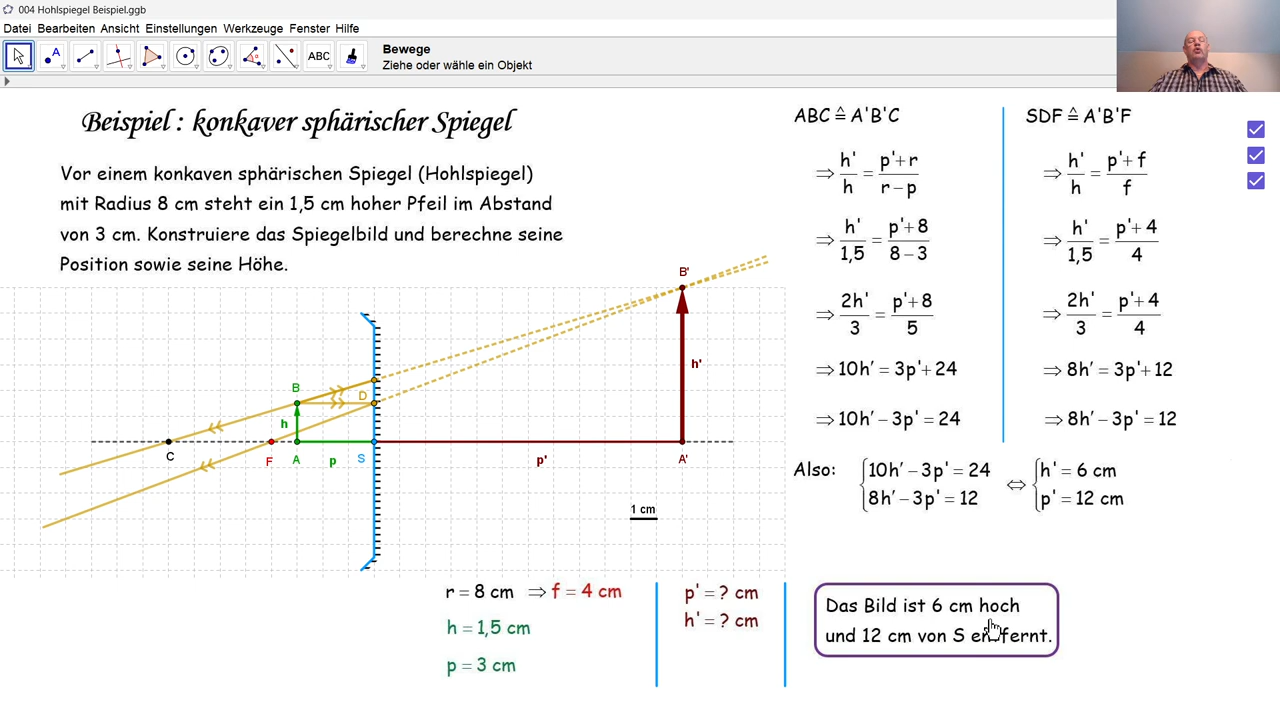 004 Hohlspiegel Beispiel.ggb
Datei Bearbeiten Ansicht Einstellungen Werkzeuge Fenster Hilfe
A
ABC
Bewege
Ziehe oder wähle ein Objekt
Beispiel : konkaver sphärischer Spiegel
Vor einem konkaven sphärischen Spiegel (Hohlspiegel)
mit Radius 8 cm steht ein 1,5 cm hoher Pfeil im Abstand
von 3 cm. Konstruiere das Spiegelbild und berechne seine
Position sowie seine Höhe.
B'
h'
B
D
h
C
F
A
p
S
p'
A'
1 cm
r = 8 cm ⇒ f = 4 cm
h = 1,5 cm
p = 3 cm
p' = ? cm
h' = ? cm
ABC ≙ A'B'C
⇒ h'/h = (p'+r)/(r−p)
⇒ h'/1,5 = (p'+8)/(8−3)
⇒ 2h'/3 = (p'+8)/5
⇒ 10h' = 3p'+24
⇒ 10h' − 3p' = 24
SDF ≙ A'B'F
⇒ h'/h = (p'+f)/f
⇒ h'/1,5 = (p'+4)/4
⇒ 2h'/3 = (p'+4)/4
⇒ 8h' = 3p'+12
⇒ 8h' − 3p' = 12
Also: { 10h' − 3p' = 24 ⇔ { h' = 6 cm
8h' − 3p' = 12 p' = 12 cm
Das Bild ist 6 cm hoch
und 12 cm von S entfernt.